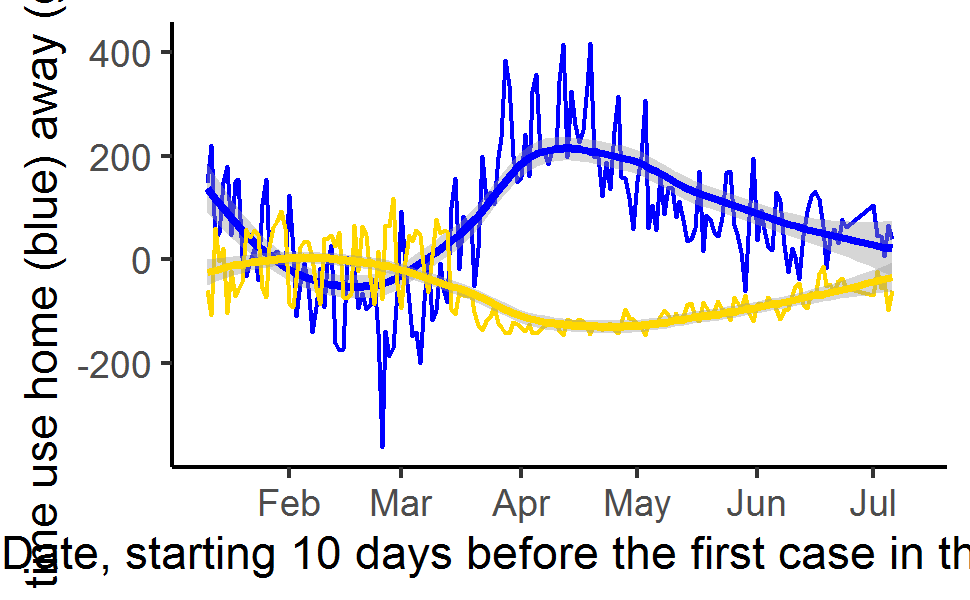 time use home (blue) away (
400
200
0
-200
Feb Mar Apr May Jun Jul
Date, starting 10 days before the first case in th